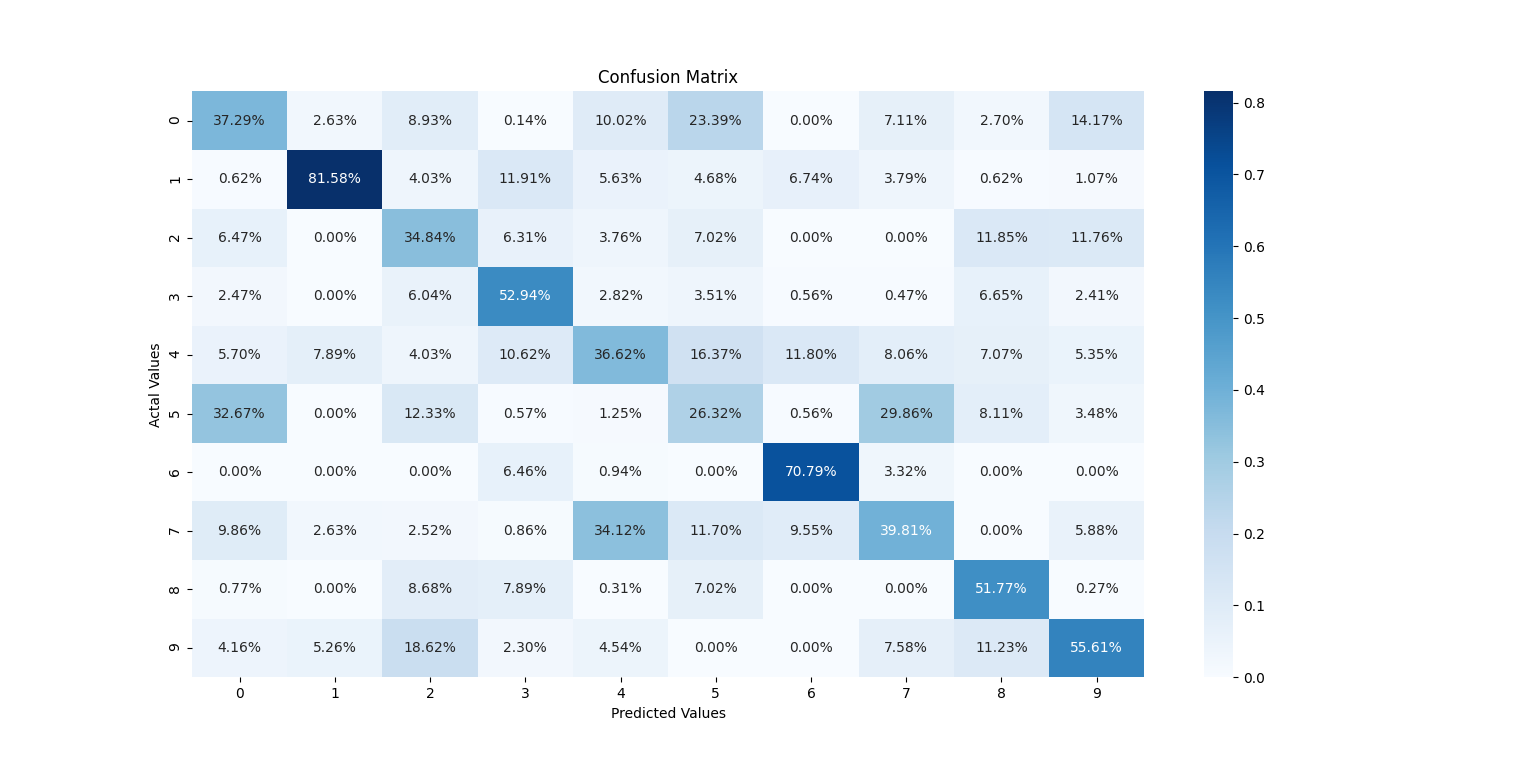 Confusion Matrix
0 37.29% 2.63% 8.93% 0.14% 10.02% 23.39% 0.00% 7.11% 2.70% 14.17%
1 0.62% 81.58% 4.03% 11.91% 5.63% 4.68% 6.74% 3.79% 0.62% 1.07%
2 6.47% 0.00% 34.84% 6.31% 3.76% 7.02% 0.00% 0.00% 11.85% 11.76%
3 2.47% 0.00% 6.04% 52.94% 2.82% 3.51% 0.56% 0.47% 6.65% 2.41%
4 5.70% 7.89% 4.03% 10.62% 36.62% 16.37% 11.80% 8.06% 7.07% 5.35%
5 32.67% 0.00% 12.33% 0.57% 1.25% 26.32% 0.56% 29.86% 8.11% 3.48%
6 0.00% 0.00% 0.00% 6.46% 0.94% 0.00% 70.79% 3.32% 0.00% 0.00%
7 9.86% 2.63% 2.52% 0.86% 34.12% 11.70% 9.55% 39.81% 0.00% 5.88%
8 0.77% 0.00% 8.68% 7.89% 0.31% 7.02% 0.00% 0.00% 51.77% 0.27%
9 4.16% 5.26% 18.62% 2.30% 4.54% 0.00% 0.00% 7.58% 11.23% 55.61%
0 1 2 3 4 5 6 7 8 9
Predicted Values
Actal Values
0.8
0.7
0.6
0.5
0.4
0.3
0.2
0.1
0.0